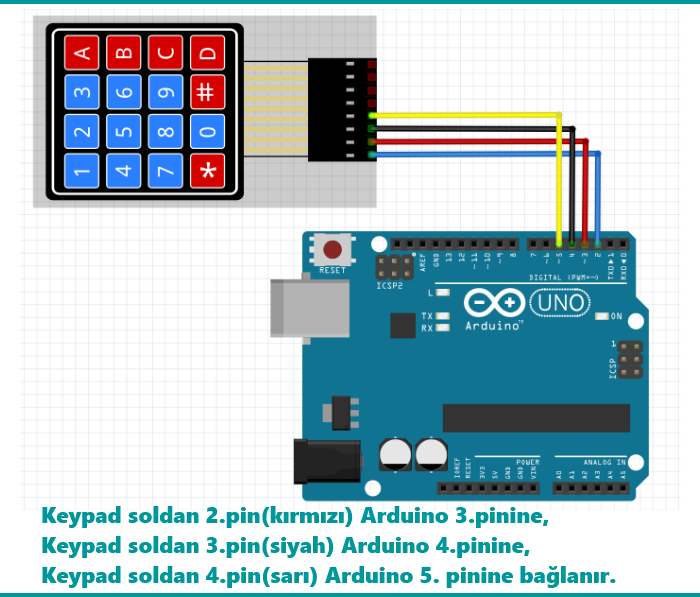 A B C D
3 6 9 #
2 5 8 0
1 4 7 *
RESET
ICSP2
AREF
GND
13
12
~11
~10
~9
8
7
~6
~5
4
~3
2
TXD▶1
RXD◀0
DIGITAL (PWM=~)
L
TX
RX
UNO
Arduino™
ON
1
ICSP
IOREF
RESET
3V3
5V
GND
GND
VIN
POWER
ANALOG IN
A0
A1
A2
A3
A4
A5
Keypad soldan 2.pin(kırmızı) Arduino 3.pinine,
Keypad soldan 3.pin(siyah) Arduino 4.pinine,
Keypad soldan 4.pin(sarı) Arduino 5. pinine bağlanır.